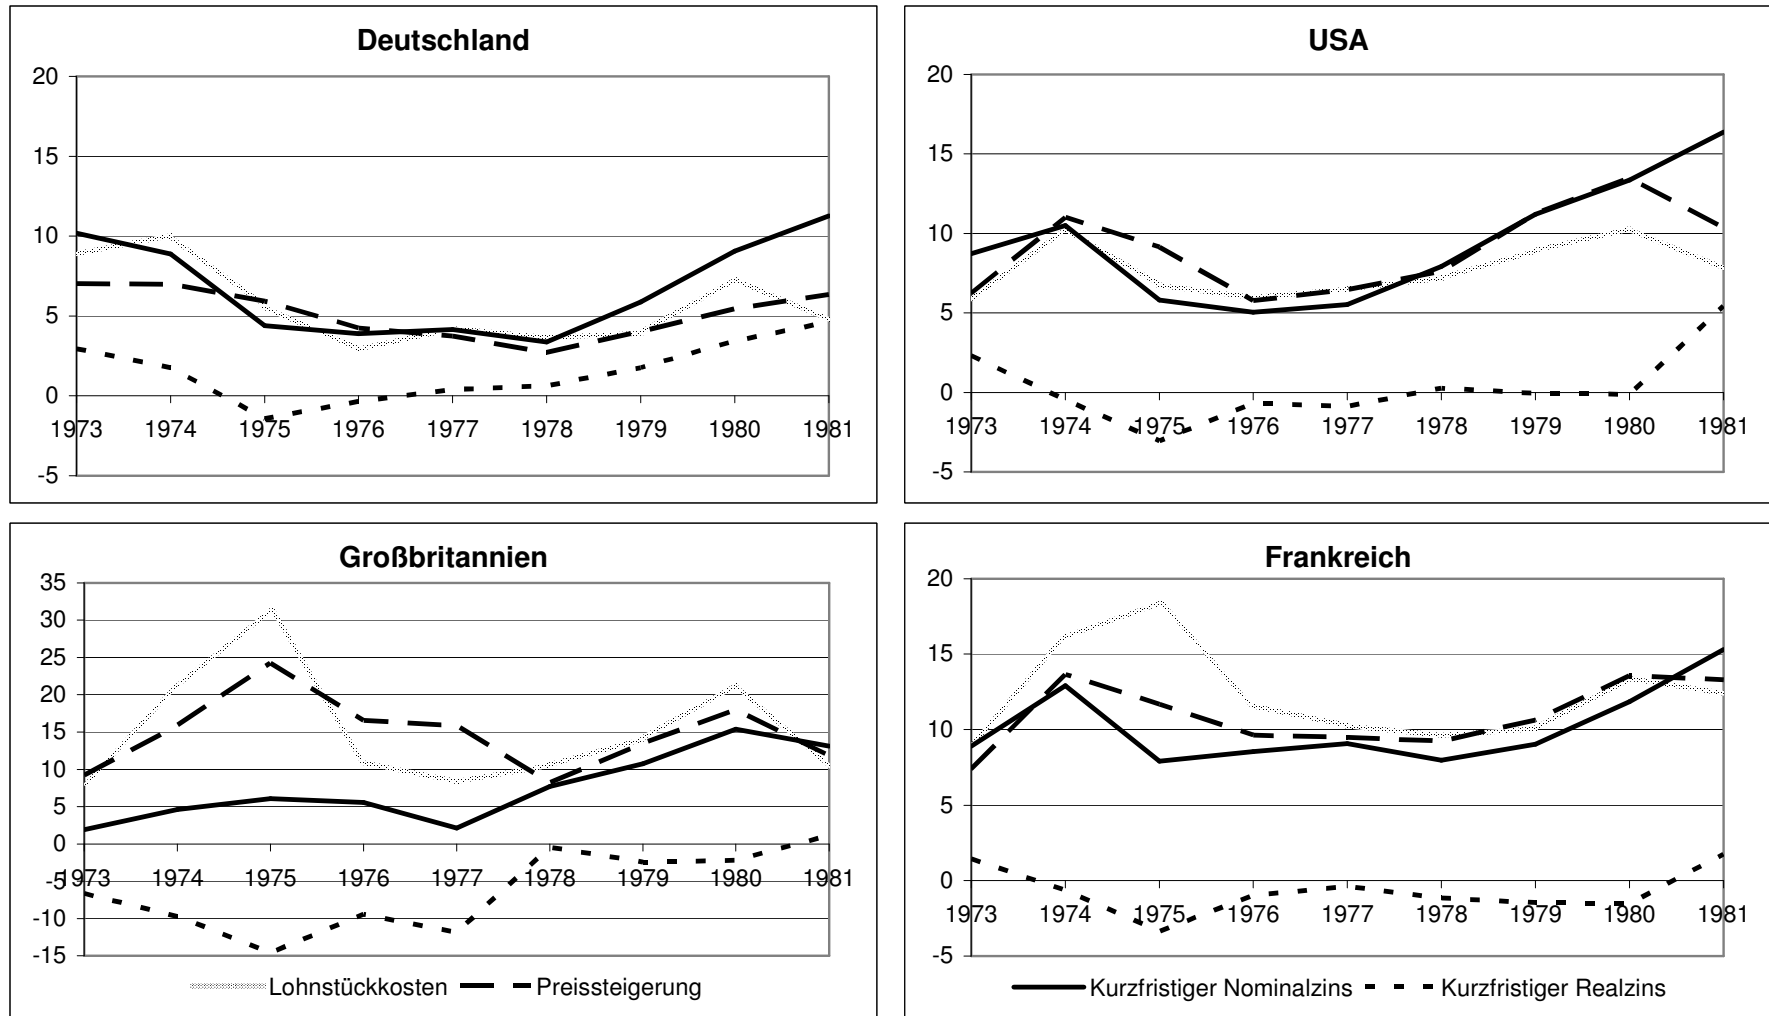 Deutschland
20
15
10
5
0
-5
1973 1974 1975 1976 1977 1978 1979 1980 1981
USA
20
15
10
5
0
-5
1973 1974 1975 1976 1977 1978 1979 1980 1981
Großbritannien
35
30
25
20
15
10
5
0
-5
-10
-15
1973 1974 1975 1976 1977 1978 1979 1980 1981
Lohnstückkosten Preissteigerung
Frankreich
20
15
10
5
0
-5
1973 1974 1975 1976 1977 1978 1979 1980 1981
Kurzfristiger Nominalzins Kurzfristiger Realzins